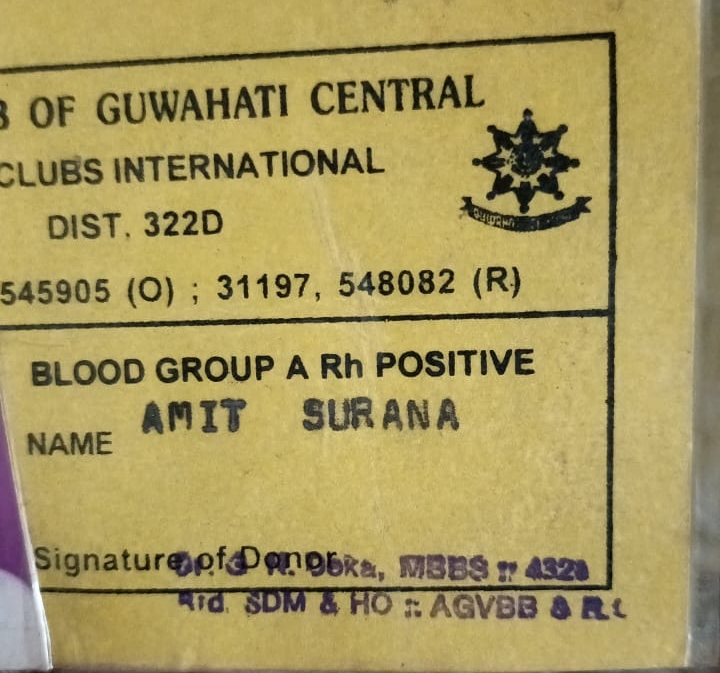 B OF GUWAHATI CENTRAL
CLUBS INTERNATIONAL
DIST. 322D
545905 (O) ; 31197, 548082 (R)
BLOOD GROUP A Rh POSITIVE
AMIT SURANA
NAME
Signature of Donor
MBBS :: 4328
SDM & HO :: AGVBB &